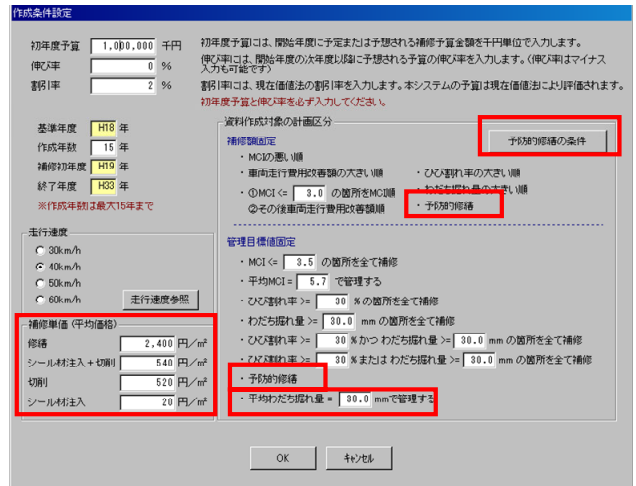 作成条件設定
初年度予算 1,000,000 千円
伸び率 0 %
割引率 2 %
初年度予算には、開始年度に予定または予想される補修予算金額を千円単位で入力します。
伸び率には、開始年度の次年度以降に予想される予算の伸び率を入力します。（伸び率はマイナス
入力も可能です）
割引率には、現在価値法の割引率を入力します。本システムの予算は現在価値法により評価されます。
初年度予算と伸び率を必ず入力してください。
基準年度 H18 年
作成年数 15 年
補修初年度 H19 年
終了年度 H33 年
※作成年数は最大15年まで
走行速度
30km/h
40km/h
50km/h
60km/h
走行速度参照
補修単価（平均価格）
修繕 2,400 円／㎡
シール材注入＋切削 540 円／㎡
切削 520 円／㎡
シール材注入 20 円／㎡
資料作成対象の計画区分
予防的修繕の条件
補修額固定
・MCIの悪い順
・車両走行費用改善額の大きい順
・ひび割れ率の大きい順
・①MCI <= 3.0 の箇所をMCI順
②その後車両走行費用改善額順
・わだち掘れ量の大きい順
・予防的修繕
管理目標値固定
・MCI <= 3.5 の箇所を全て補修
・平均MCI = 5.7 で管理する
・ひび割れ率 >= 30 % の箇所を全て補修
・わだち掘れ量 >= 30.0 mm の箇所を全て補修
・ひび割れ率 >= 30 % かつ わだち掘れ量 >= 30.0 mm の箇所を全て補修
・ひび割れ率 >= 30 % または わだち掘れ量 >= 30.0 mm の箇所を全て補修
・予防的修繕
・平均わだち掘れ量 = 30.0 mmで管理する
OK
ｷｬﾝｾﾙ